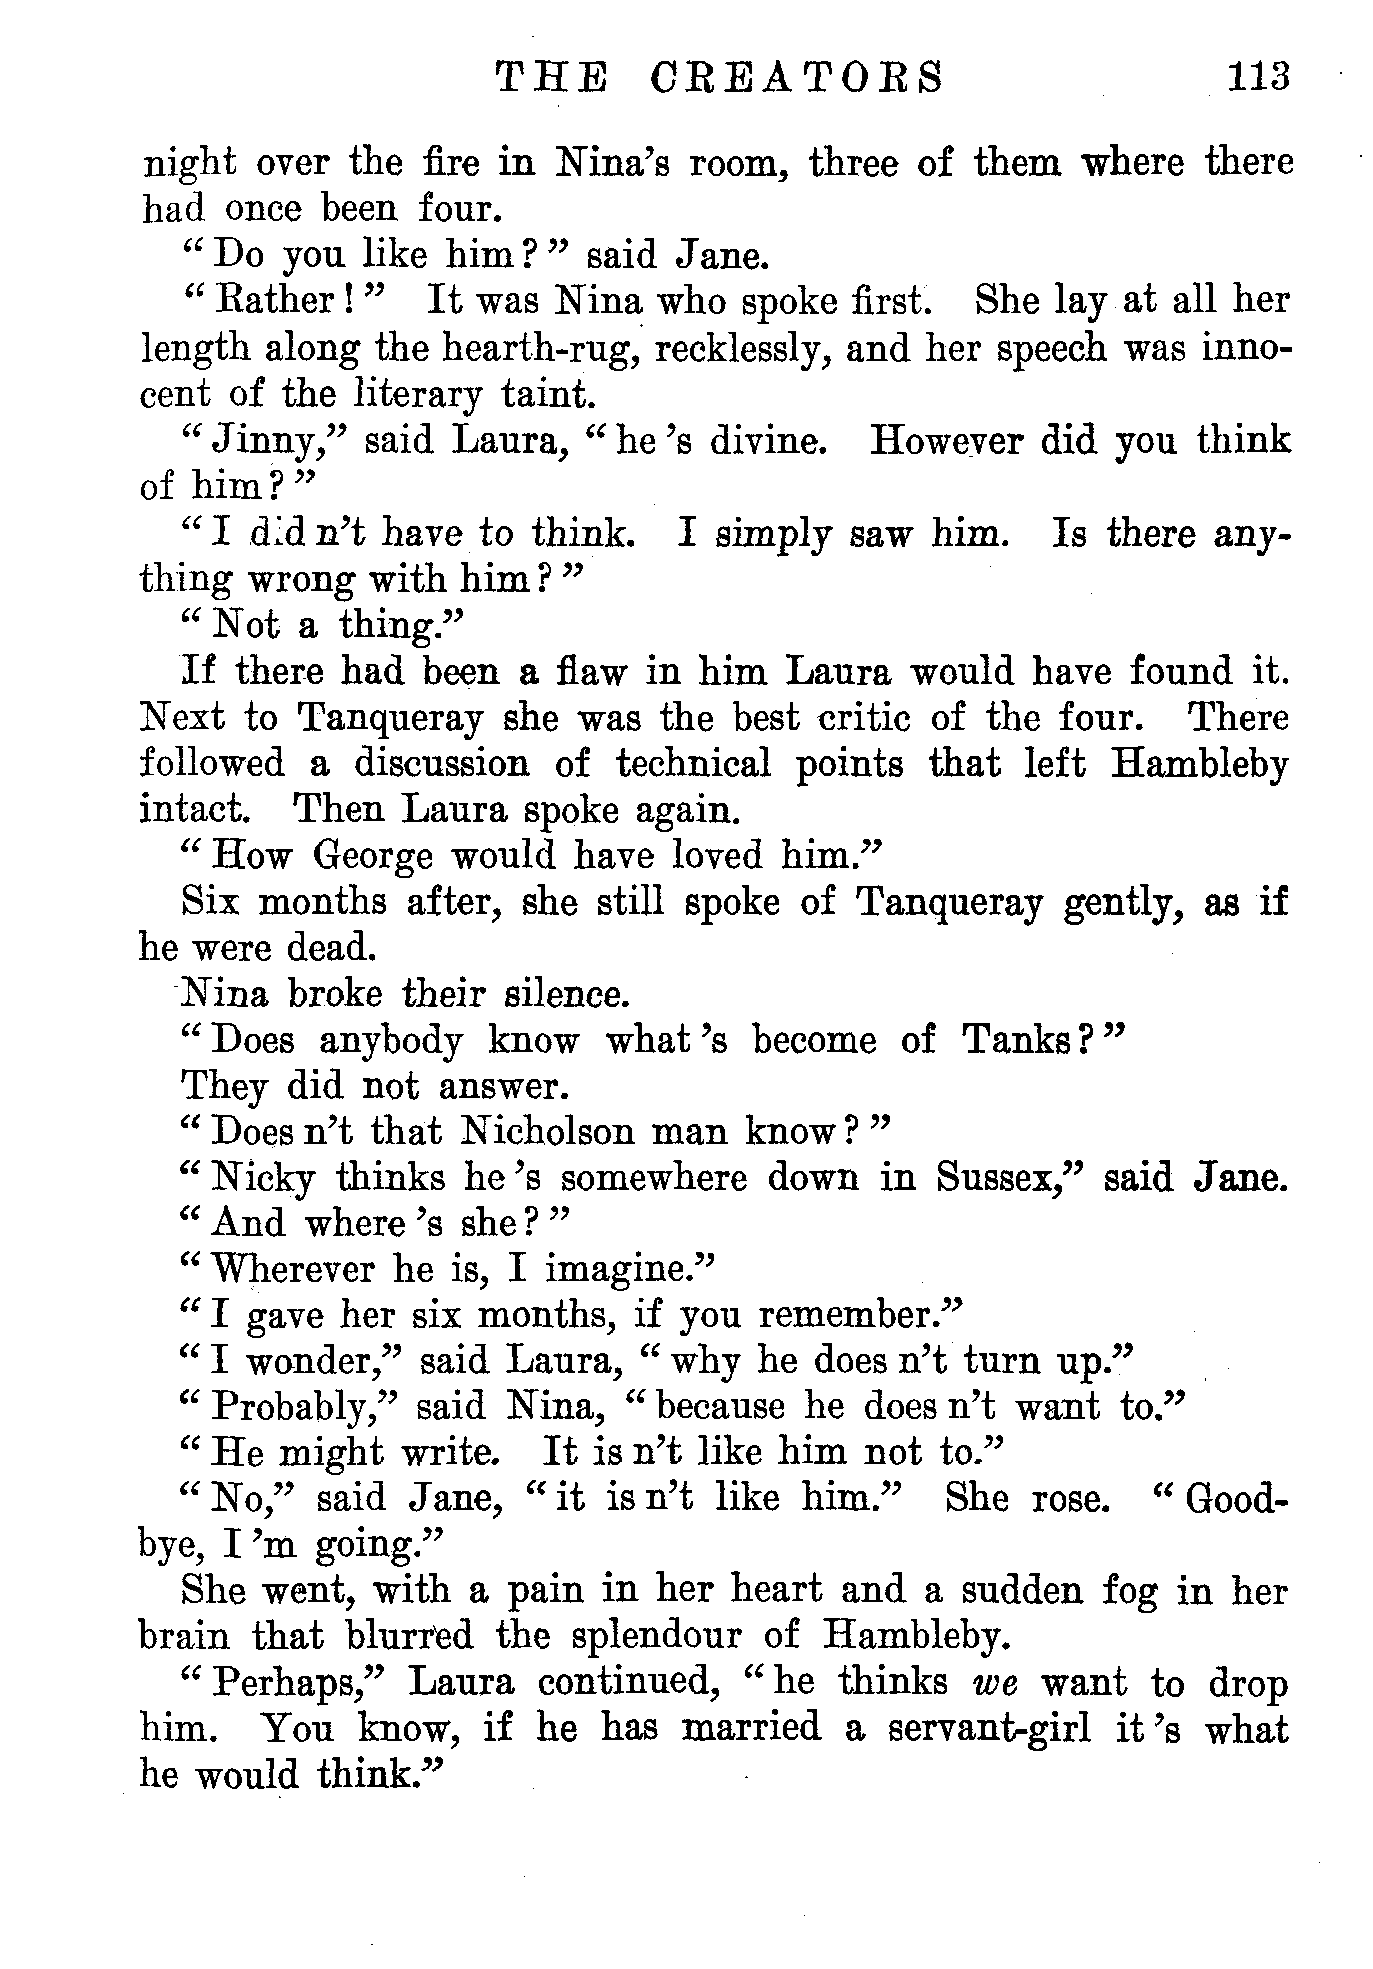 THE CREATORS 113
night over the fire in Nina's room, three of them where there
had once been four.
“Do you like him?” said Jane.
“Rather!” It was Nina who spoke first. She lay at all her
length along the hearth-rug, recklessly, and her speech was inno-
cent of the literary taint.
“Jinny,” said Laura, “he 's divine. However did you think
of him?”
“I did n't have to think. I simply saw him. Is there any-
thing wrong with him?”
“Not a thing.”
If there had been a flaw in him Laura would have found it.
Next to Tanqueray she was the best critic of the four. There
followed a discussion of technical points that left Hambleby
intact. Then Laura spoke again.
“How George would have loved him.”
Six months after, she still spoke of Tanqueray gently, as if
he were dead.
Nina broke their silence.
“Does anybody know what 's become of Tanks?”
They did not answer.
“Does n't that Nicholson man know?”
“Nicky thinks he 's somewhere down in Sussex,” said Jane.
“And where 's she?”
“Wherever he is, I imagine.”
“I gave her six months, if you remember.”
“I wonder,” said Laura, “why he does n't turn up.”
“Probably,” said Nina, “because he does n't want to.”
“He might write. It is n't like him not to.”
“No,” said Jane, “it is n't like him.” She rose. “Good-
bye, I 'm going.”
She went, with a pain in her heart and a sudden fog in her
brain that blurred the splendour of Hambleby.
“Perhaps,” Laura continued, “he thinks we want to drop
him. You know, if he has married a servant-girl it 's what
he would think.”